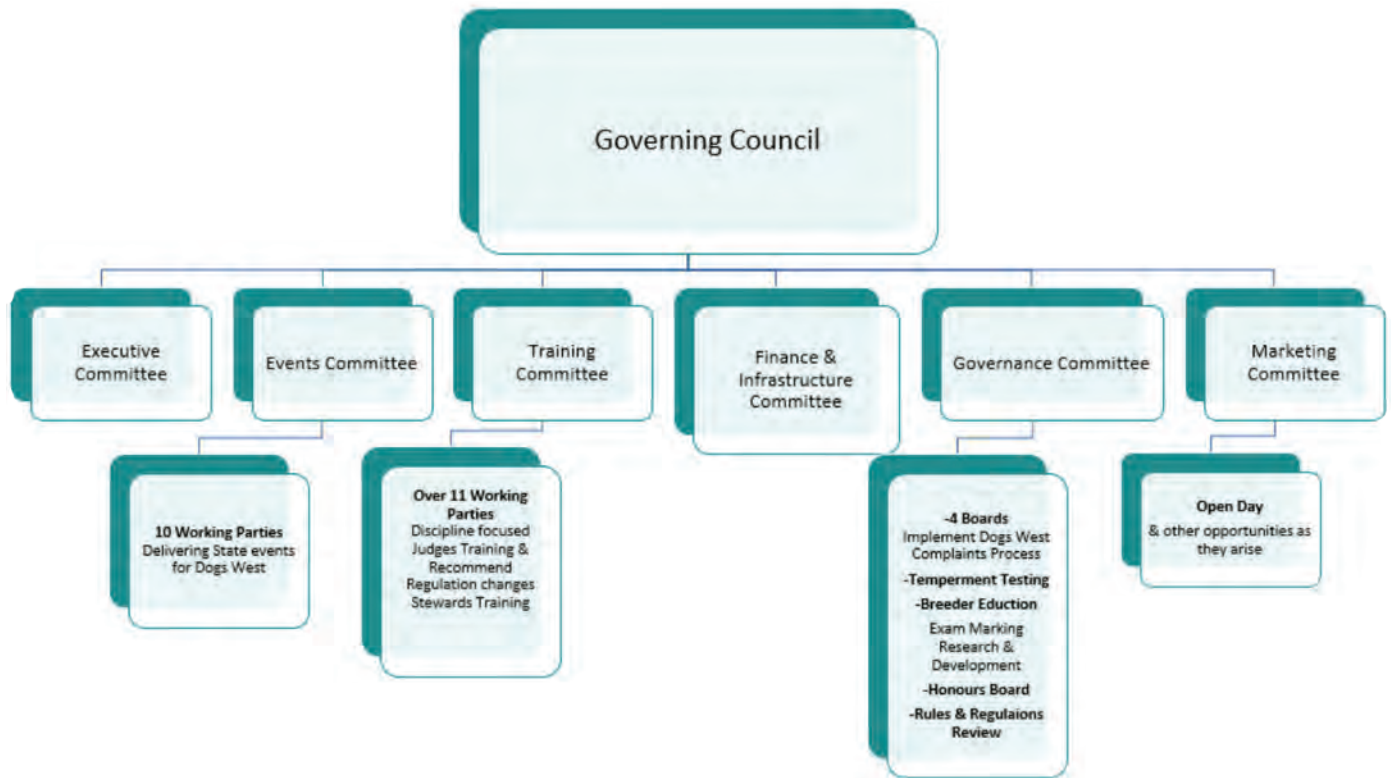 Governing Council
Executive
Committee
Events Committee
Training
Committee
Finance &
Infrastructure
Committee
Governance Committee
Marketing
Committee
10 Working Parties
Delivering State events
for Dogs West
Over 11 Working
Parties
Discipline focused
Judges Training &
Recommend
Regulation changes
Stewards Training
-4 Boards
Implement Dogs West
Complaints Process
-Temperment Testing
-Breeder Eduction
Exam Marking
Research &
Development
-Honours Board
-Rules & Regulaions
Review
Open Day
& other opportunities as
they arise